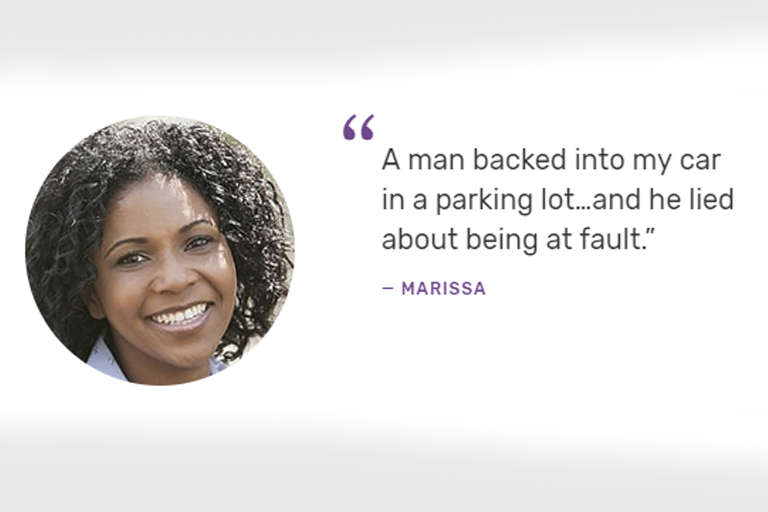 “
A man backed into my car
in a parking lot…and he lied
about being at fault.”
– MARISSA